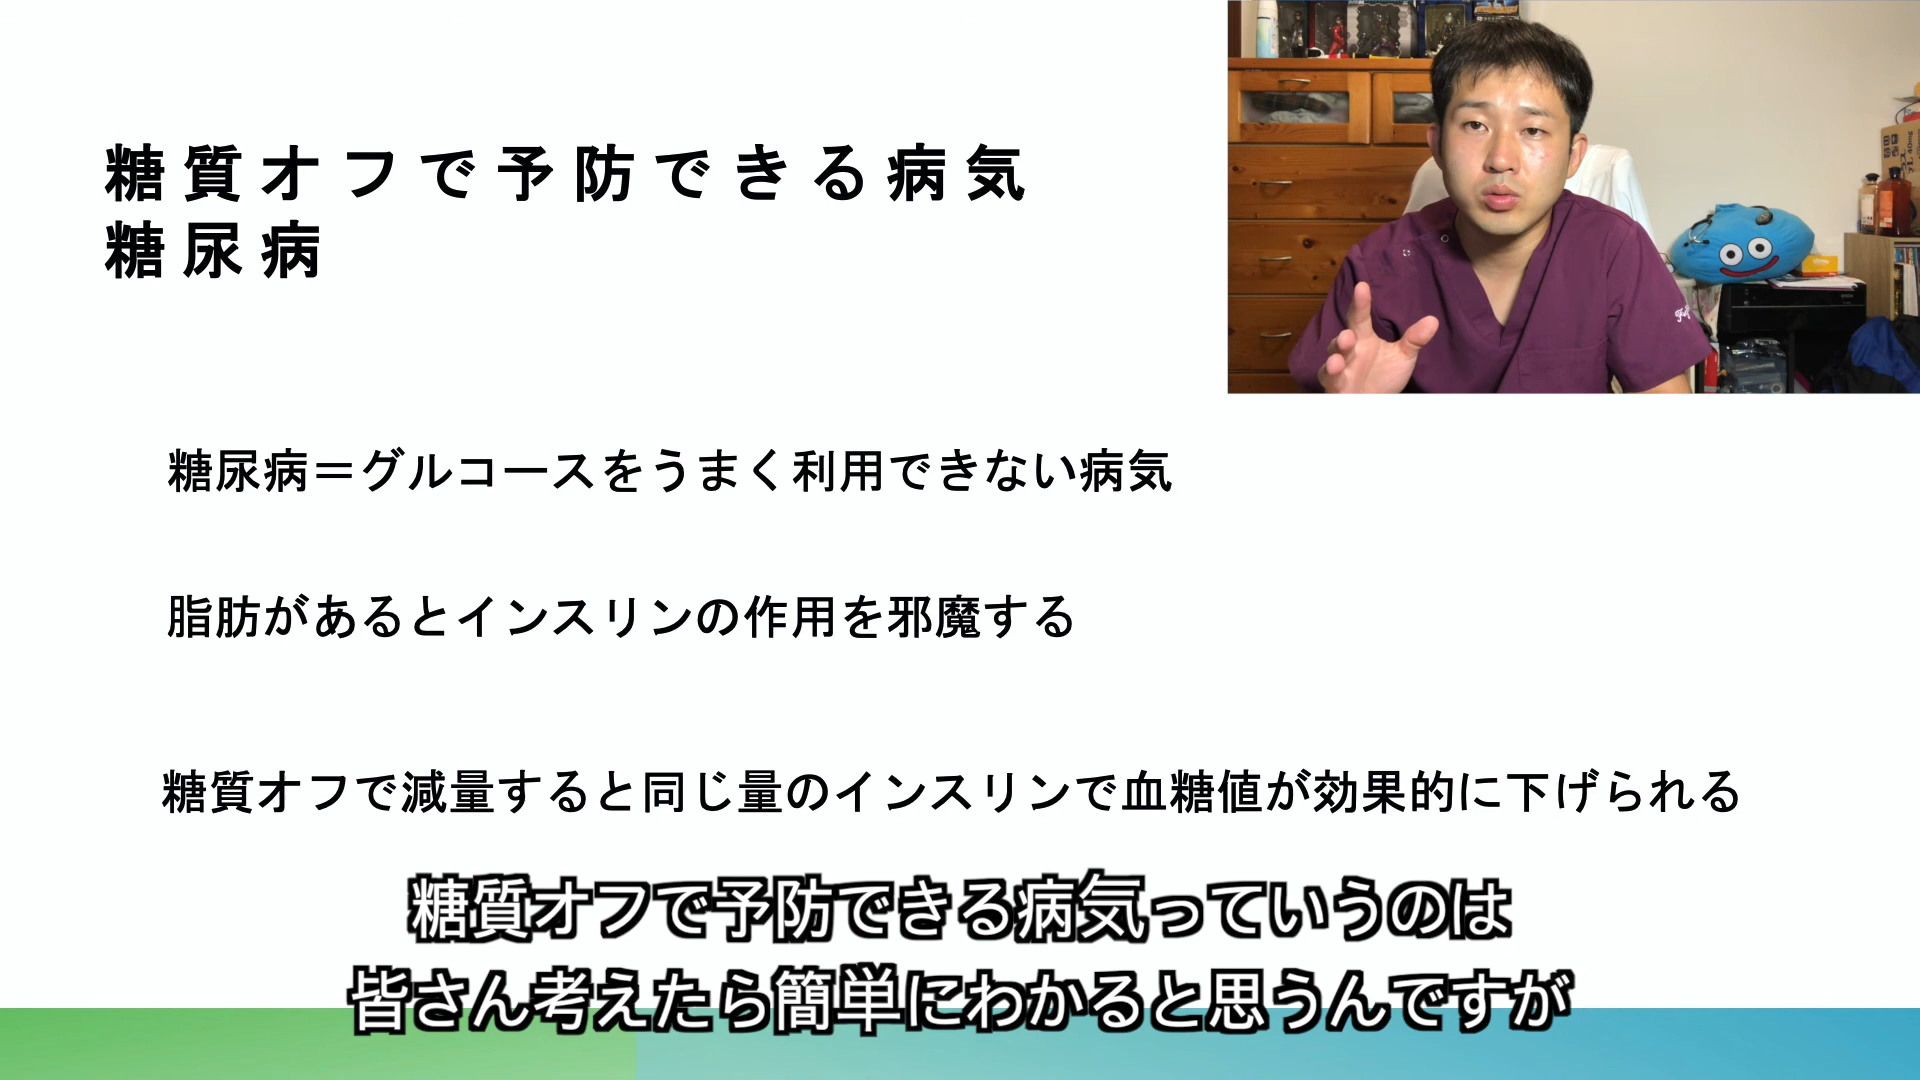 糖質オフで予防できる病気
糖尿病
糖尿病＝グルコースをうまく利用できない病気
脂肪があるとインスリンの作用を邪魔する
糖質オフで減量すると同じ量のインスリンで血糖値が効果的に下げられる
糖質オフで予防できる病気っていうのは
皆さん考えたら簡単にわかると思うんですが